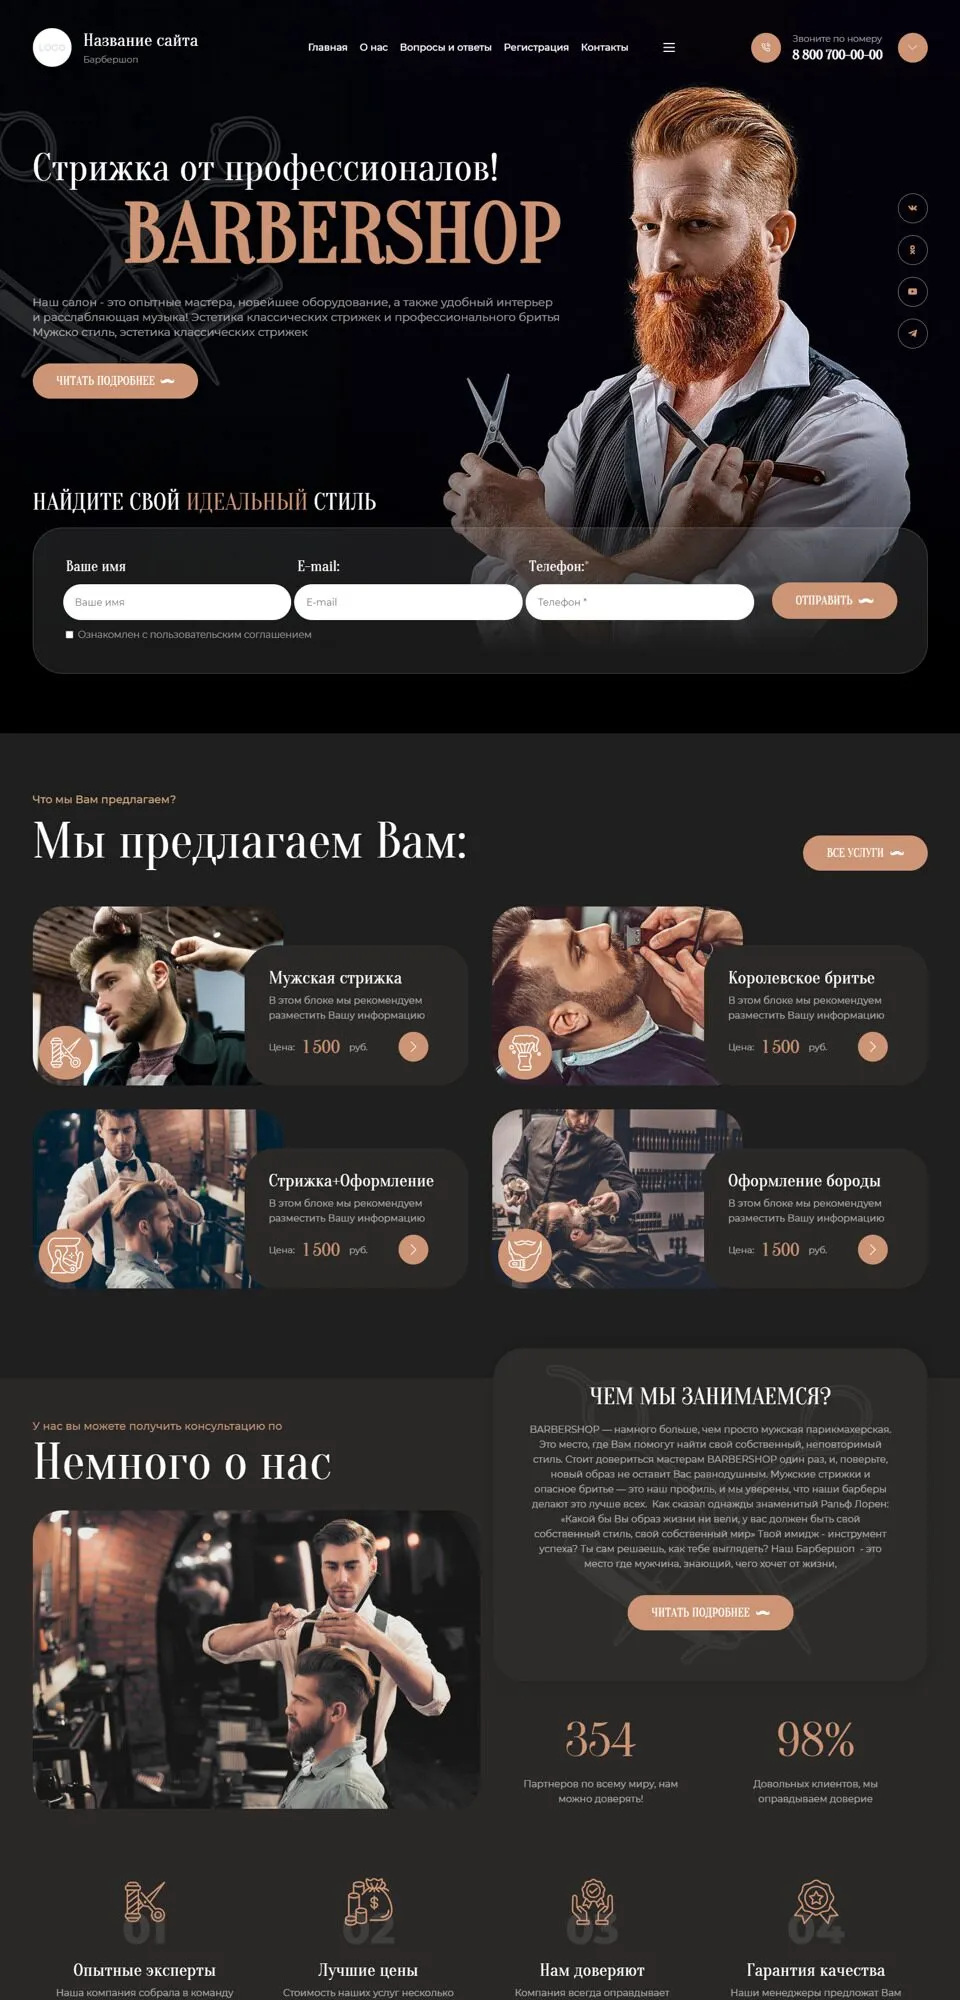 LOGO
Название сайта
Барбершоп
Главная О нас Вопросы и ответы Регистрация Контакты
Звоните по номеру
8 800 700-00-00
Стрижка от профессионалов!
BARBERSHOP
Наш салон - это опытные мастера, новейшее оборудование, а также удобный интерьер
и расслабляющая музыка! Эстетика классических стрижек и профессионального бритья
Мужско стиль, эстетика классических стрижек
ЧИТАТЬ ПОДРОБНЕЕ
НАЙДИТЕ СВОЙ ИДЕАЛЬНЫЙ СТИЛЬ
Ваше имя E-mail: Телефон:*
Ваше имя E-mail Телефон * ОТПРАВИТЬ
Ознакомлен с пользовательским соглашением
Что мы Вам предлагаем?
Мы предлагаем Вам:
ВСЕ УСЛУГИ
Мужская стрижка
В этом блоке мы рекомендуем
разместить Вашу информацию
Цена: 1 500 руб.
Королевское бритье
В этом блоке мы рекомендуем
разместить Вашу информацию
Цена: 1 500 руб.
Стрижка+Оформление
В этом блоке мы рекомендуем
разместить Вашу информацию
Цена: 1 500 руб.
Оформление бороды
В этом блоке мы рекомендуем
разместить Вашу информацию
Цена: 1 500 руб.
У нас вы можете получить консультацию по
Немного о нас
ЧЕМ МЫ ЗАНИМАЕМСЯ?
BARBERSHOP — намного больше, чем просто мужская парикмахерская.
Это место, где Вам помогут найти свой собственный, неповторимый
стиль. Стоит довериться мастерам BARBERSHOP один раз, и, поверьте,
новый образ не оставит Вас равнодушным. Мужские стрижки и
опасное бритье — это наш профиль, и мы уверены, что наши барберы
делают это лучше всех. Как сказал однажды знаменитый Ральф Лорен:
«Какой бы Вы образ жизни ни вели, у вас должен быть свой
собственный стиль, свой собственный мир» Твой имидж - инструмент
успеха? Ты сам решаешь, как тебе выглядеть? Наш Барбершоп - это
место где мужчина, знающий, чего хочет от жизни,
ЧИТАТЬ ПОДРОБНЕЕ
354
Партнеров по всему миру, нам
можно доверять!
98%
Довольных клиентов, мы
оправдываем доверие
01 02 03 04
Опытные эксперты Лучшие цены Нам доверяют Гарантия качества
Наша компания собрала в команду Стоимость наших услуг несколько Компания всегда оправдывает Наши менеджеры предложат Вам